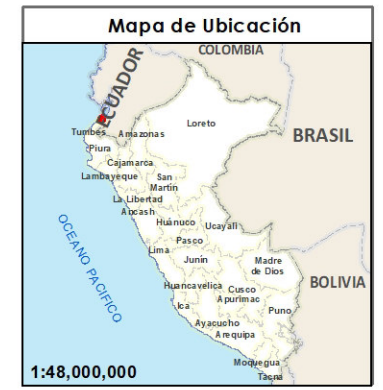 Mapa de Ubicación
COLOMBIA
ECUADOR
Loreto
Tumbes
Amazonas
BRASIL
Piura
Cajamarca
Lambayeque
San
Martin
La Libertad
Ancash
Huánuco
Ucayali
OCEANO PACIFICO
Pasco
Lima
Junín
Madre
de Dios
BOLIVIA
Huancavelica
Cusco
Apurimac
Ica
Puno
Ayacucho
Arequipa
Moquegua
Tacna
1:48,000,000